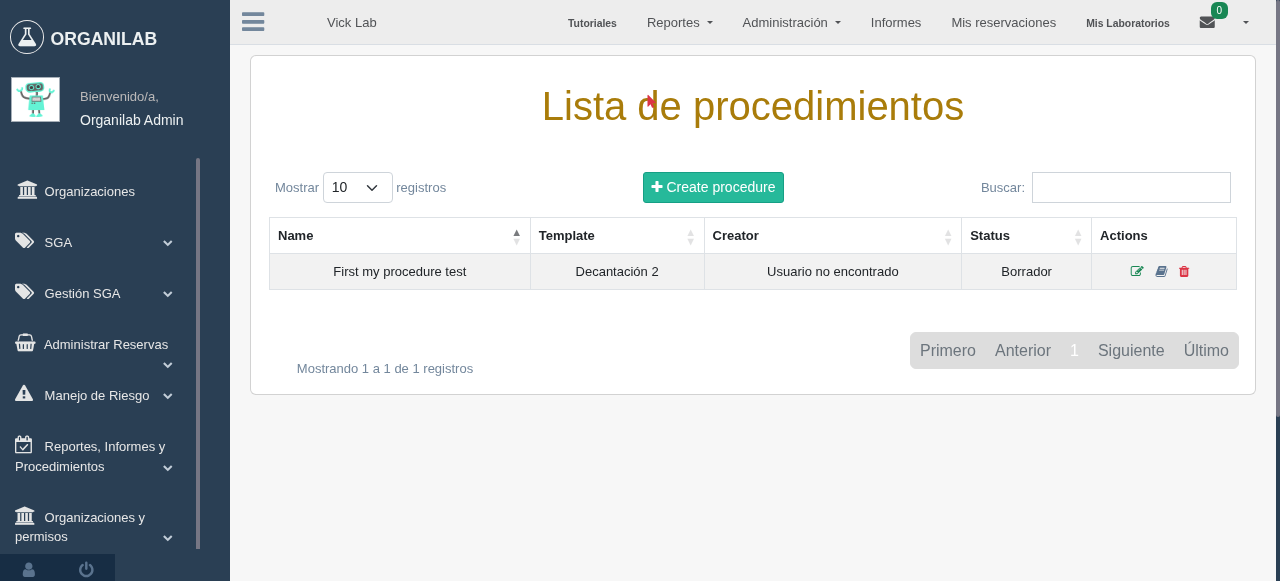 ORGANILAB
Bienvenido/a,
Organilab Admin
Organizaciones
SGA
Gestión SGA
Administrar Reservas
Manejo de Riesgo
Reportes, Informes y
Procedimientos
Organizaciones y
permisos
Vick Lab
Tutoriales
Reportes
Administración
Informes
Mis reservaciones
Mis Laboratorios
0
Lista de procedimientos
Mostrar 10 registros
Create procedure
Buscar:
Name Template Creator Status Actions
First my procedure test Decantación 2 Usuario no encontrado Borrador
Mostrando 1 a 1 de 1 registros
Primero Anterior 1 Siguiente Último